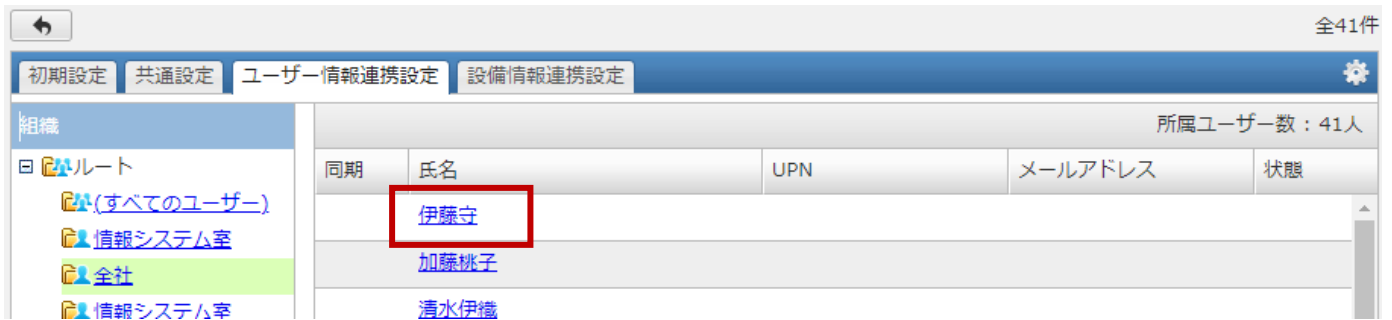 全41件
初期設定 共通設定 ユーザー情報連携設定 設備情報連携設定
組織
所属ユーザー数：41人
ルート
同期 氏名 UPN メールアドレス 状態
(すべてのユーザー)
伊藤守
情報システム室
加藤桃子
全社
清水伊織
情報システム室